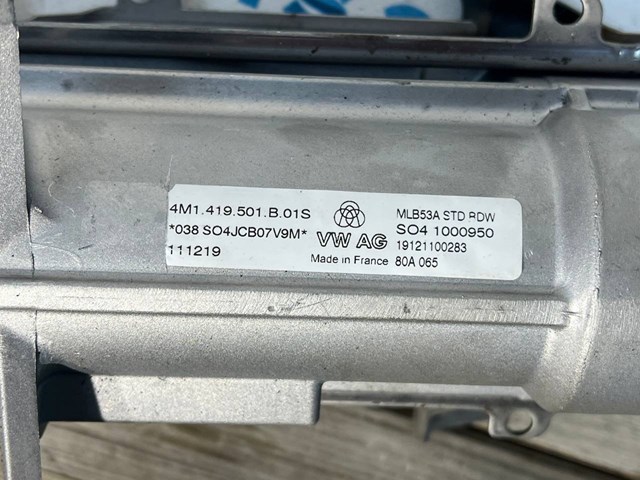 4M1.419.501.B.01S
*038 SO4JCB07V9M*
111219
VW AG
Made in France
MLB53A STD RDW
SO4 1000950
19121100283
80A 065